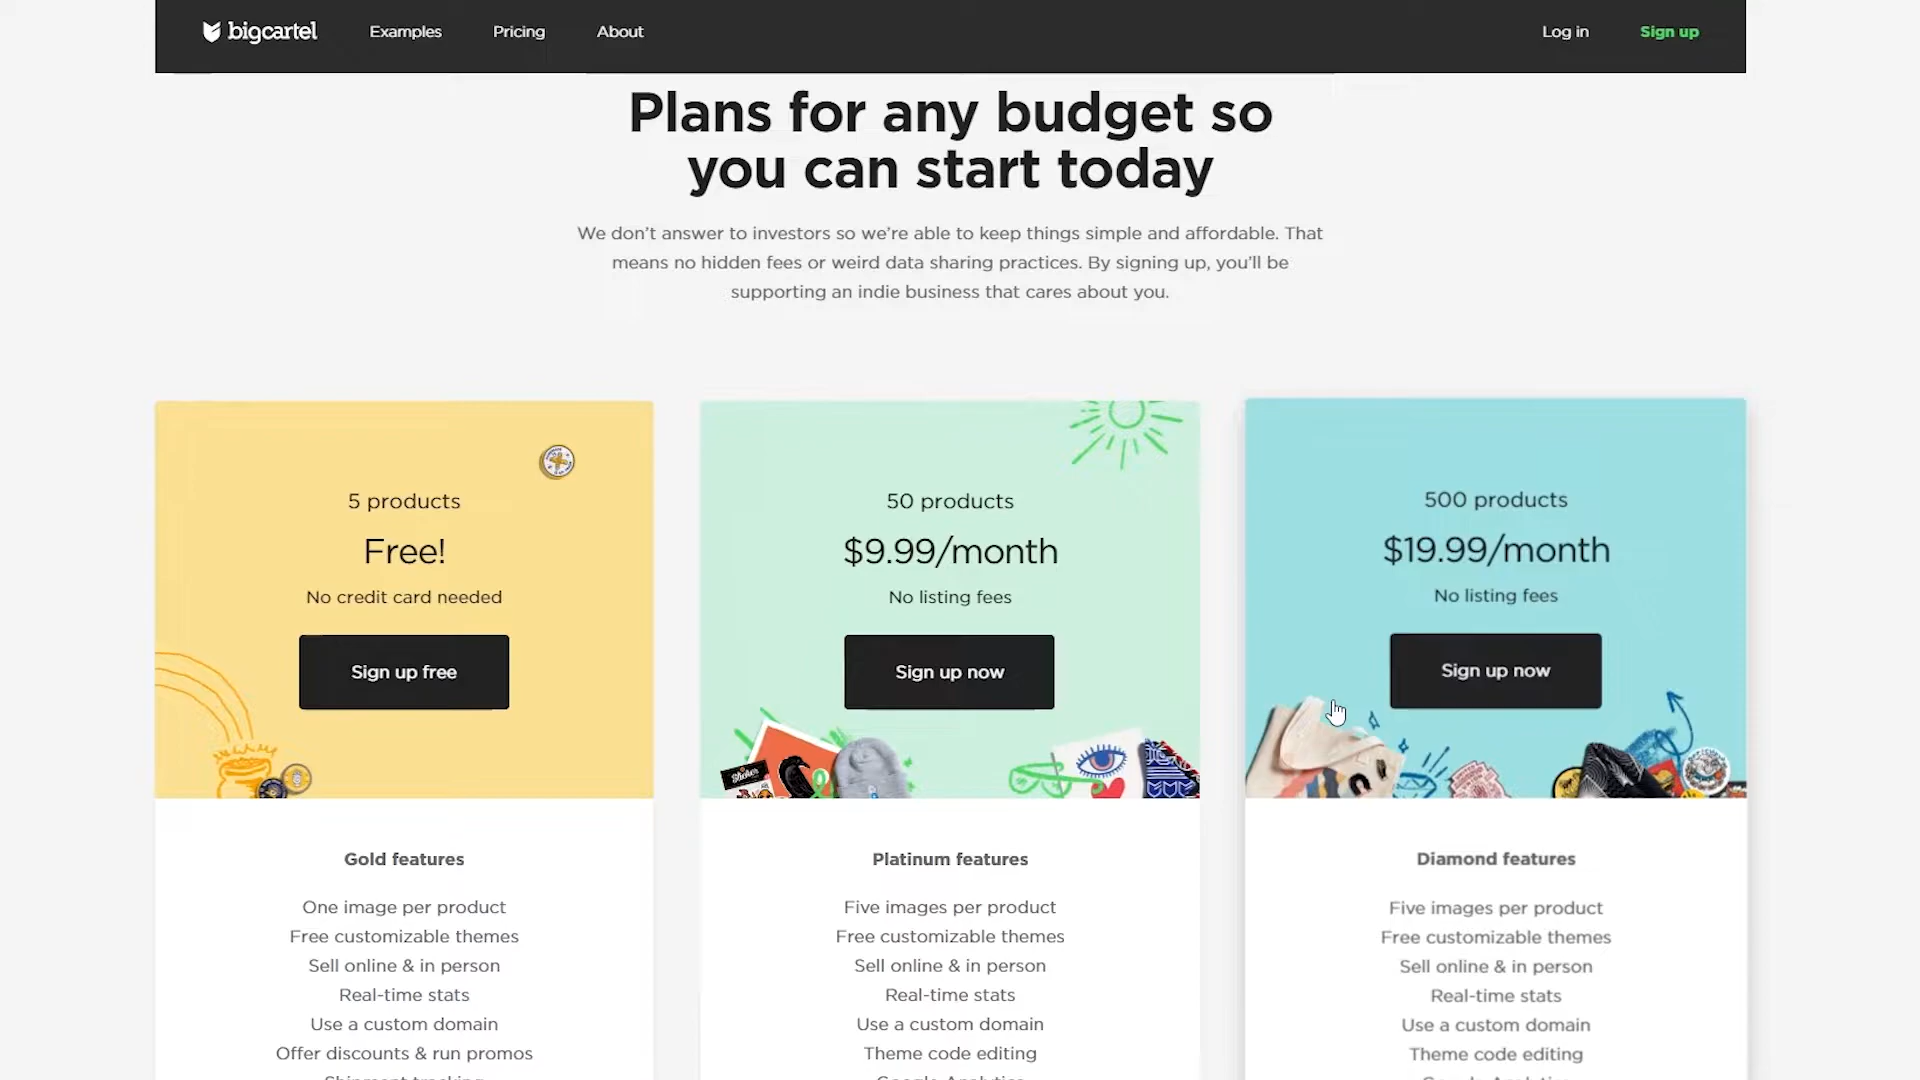 bigcartel Examples Pricing About Log in Sign up
Plans for any budget so
you can start today
We don’t answer to investors so we’re able to keep things simple and affordable. That
means no hidden fees or weird data sharing practices. By signing up, you’ll be
supporting an indie business that cares about you.
5 products
Free!
No credit card needed
Sign up free
Gold features
One image per product
Free customizable themes
Sell online & in person
Real-time stats
Use a custom domain
Offer discounts & run promos
Shipment tracking
50 products
$9.99/month
No listing fees
Sign up now
Platinum features
Five images per product
Free customizable themes
Sell online & in person
Real-time stats
Use a custom domain
Theme code editing
Google Analytics
500 products
$19.99/month
No listing fees
Sign up now
Diamond features
Five images per product
Free customizable themes
Sell online & in person
Real-time stats
Use a custom domain
Theme code editing
Google Analytics